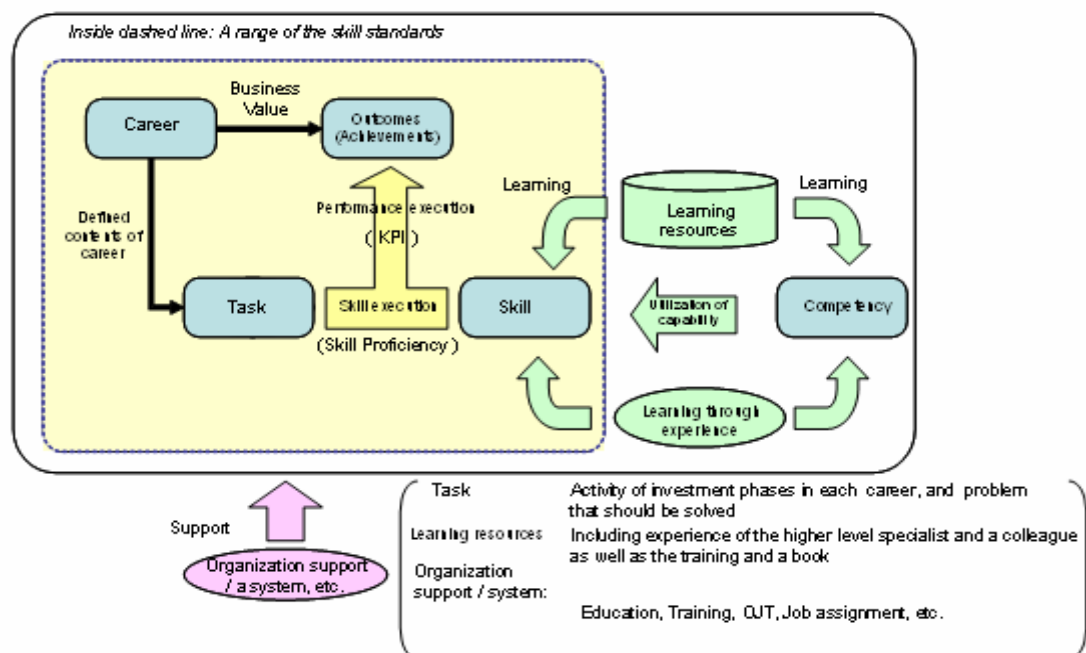 Inside dashed line: A range of the skill standards
Business
Value
Career
Outcomes
(Achievements)
Learning
Learning
Learning
resources
Performance execution
( KPI )
Defined
contents of
career
Task
Skill execution
(Skill Proficiency )
Skill
Utilization of
capability
Competency
Learning through
experience
Support
Organization support
/ a system, etc.
Task
Activity of investment phases in each career, and problem
that should be solved
Learning resources
Including experience of the higher level specialist and a colleague
as well as the training and a book
Organization
support / system:
Education, Training, OJT, Job assignment, etc.